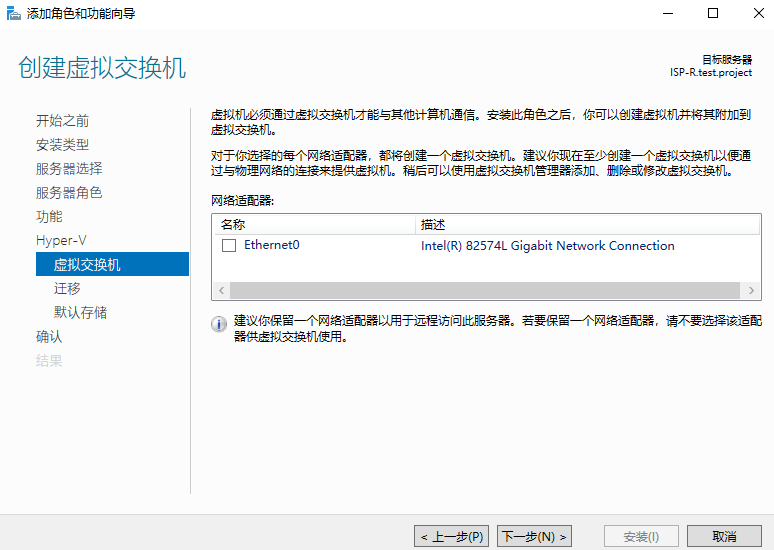 添加角色和功能向导
创建虚拟交换机
目标服务器
ISP-R.test.project
开始之前
安装类型
服务器选择
服务器角色
功能
Hyper-V
虚拟交换机
迁移
默认存储
确认
结果
虚拟机必须通过虚拟交换机才能与其他计算机通信。安装此角色之后，你可以创建虚拟机并将其附加到
虚拟交换机。
对于你选择的每个网络适配器，都将创建一个虚拟交换机。建议你现在至少创建一个虚拟交换机以便通
过与物理网络的连接来提供虚拟机。稍后可以使用虚拟交换机管理器添加、删除或修改虚拟交换机。
网络适配器:
名称 描述
Ethernet0 Intel(R) 82574L Gigabit Network Connection
建议你保留一个网络适配器以用于远程访问此服务器。若要保留一个网络适配器，请不要选择该适配
器供虚拟交换机使用。
< 上一步(P) 下一步(N) > 安装(I) 取消